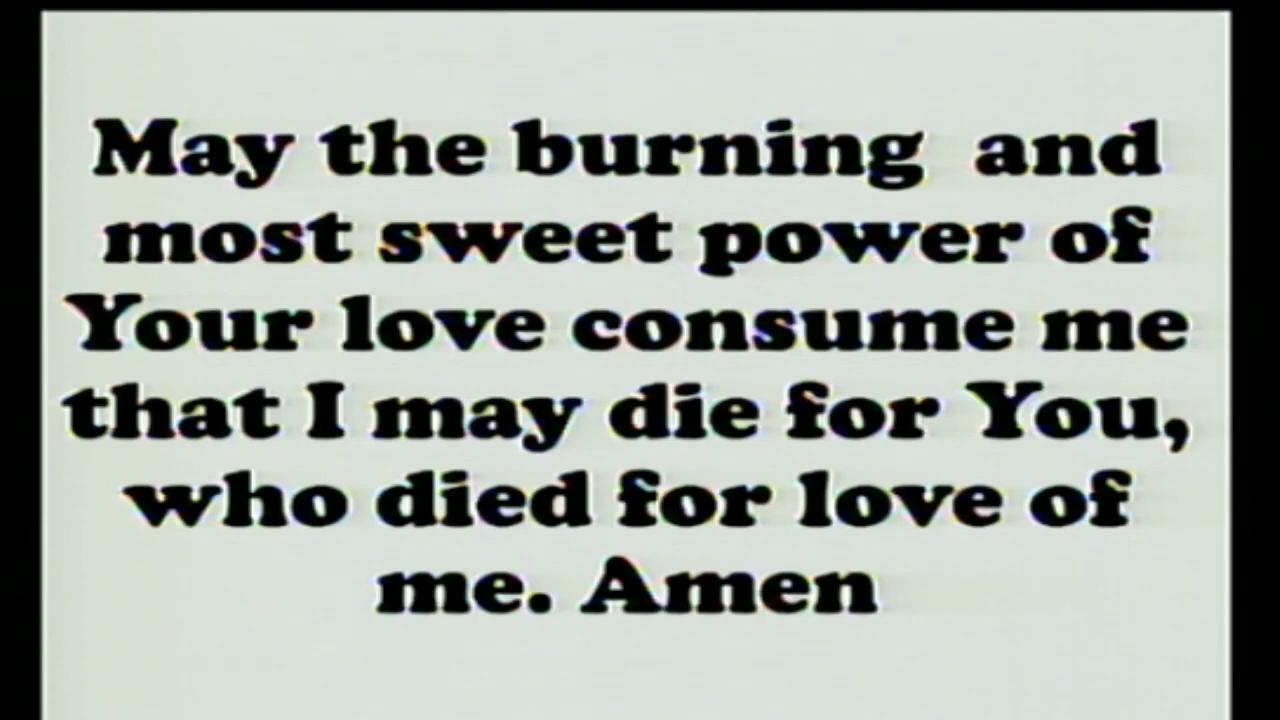 May the burning  and
most sweet power of
Your love consume me
that I may die for You,
who died for love of
me. Amen